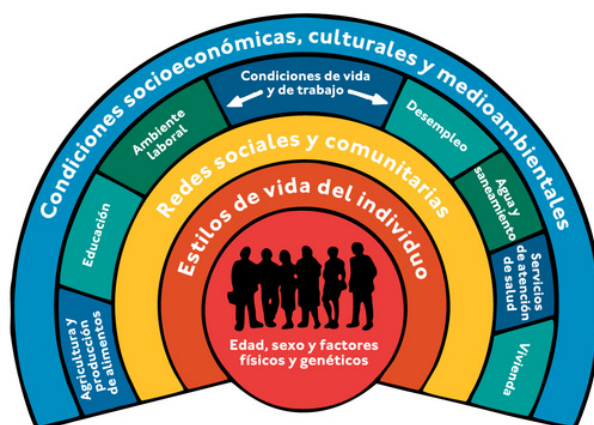 Condiciones socioeconómicas, culturales y medioambientales
Condiciones de vida
y de trabajo
Agricultura y
producción
de alimentos
Educación
Ambiente
laboral
Desempleo
Agua y
saneamiento
Servicios
de atención
de salud
Vivienda
Redes sociales y comunitarias
Estilos de vida del individuo
Edad, sexo y factores
físicos y genéticos